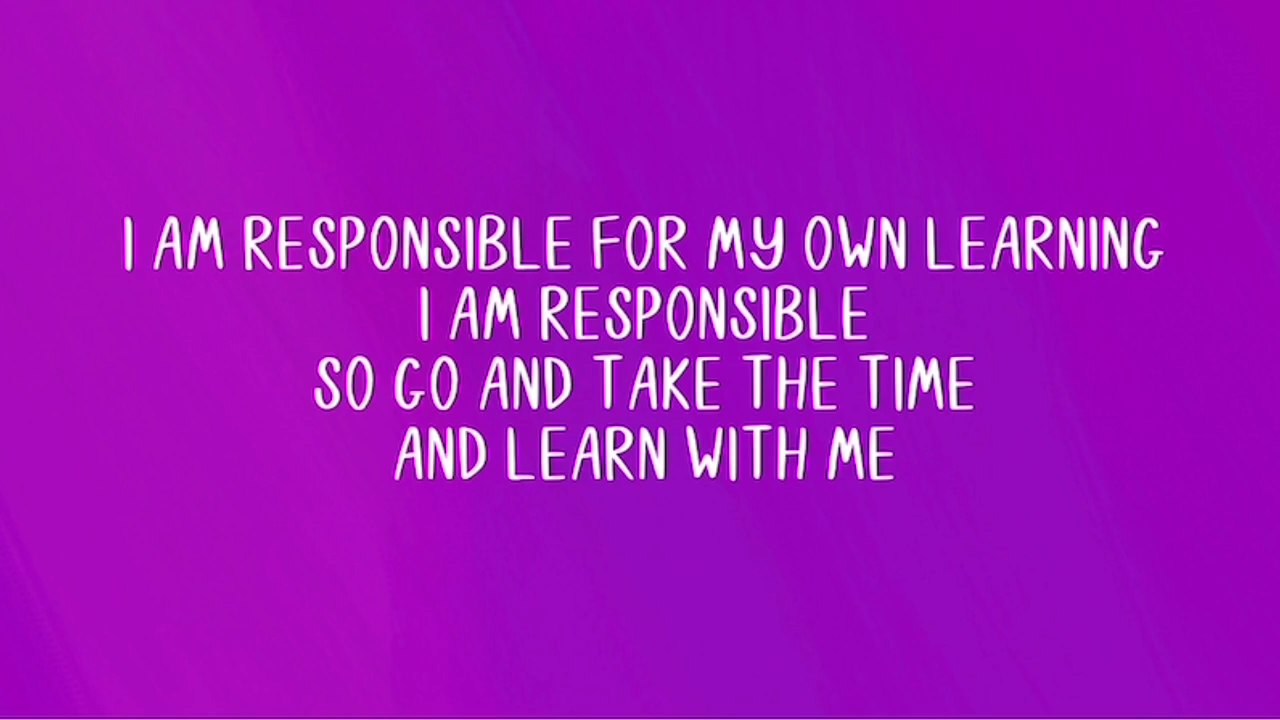 I AM RESPONSIBLE FOR MY OWN LEARNING
I AM RESPONSIBLE
SO GO AND TAKE THE TIME
AND LEARN WITH ME